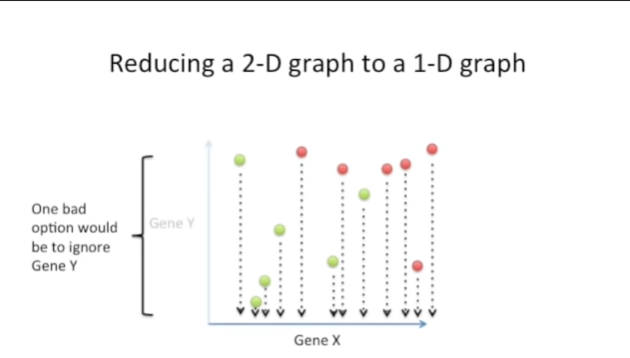 Reducing a 2-D graph to a 1-D graph
One bad
option would
be to ignore
Gene Y
Gene Y
Gene X